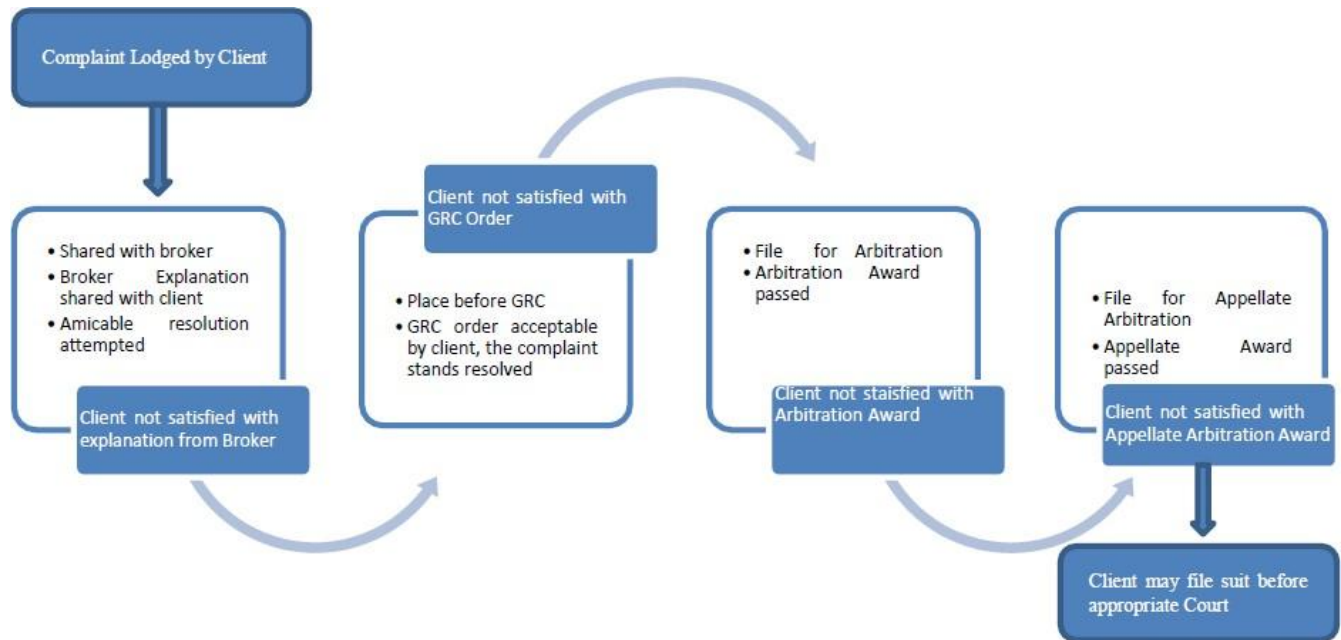 Complaint Lodged by Client
• Shared with broker
• Broker Explanation
shared with client
• Amicable resolution
attempted
Client not satisfied with
explanation from Broker
Client not satisfied with
GRC Order
• Place before GRC
• GRC order acceptable
by client, the complaint
stands resolved
• File for Arbitration
• Arbitration Award
passed
Client not staisfied with
Arbitration Award
• File for Appellate
Arbitration
• Appellate Award
passed
Client not satisfied with
Appellate Arbitration Award
Client may file suit before
appropriate Court